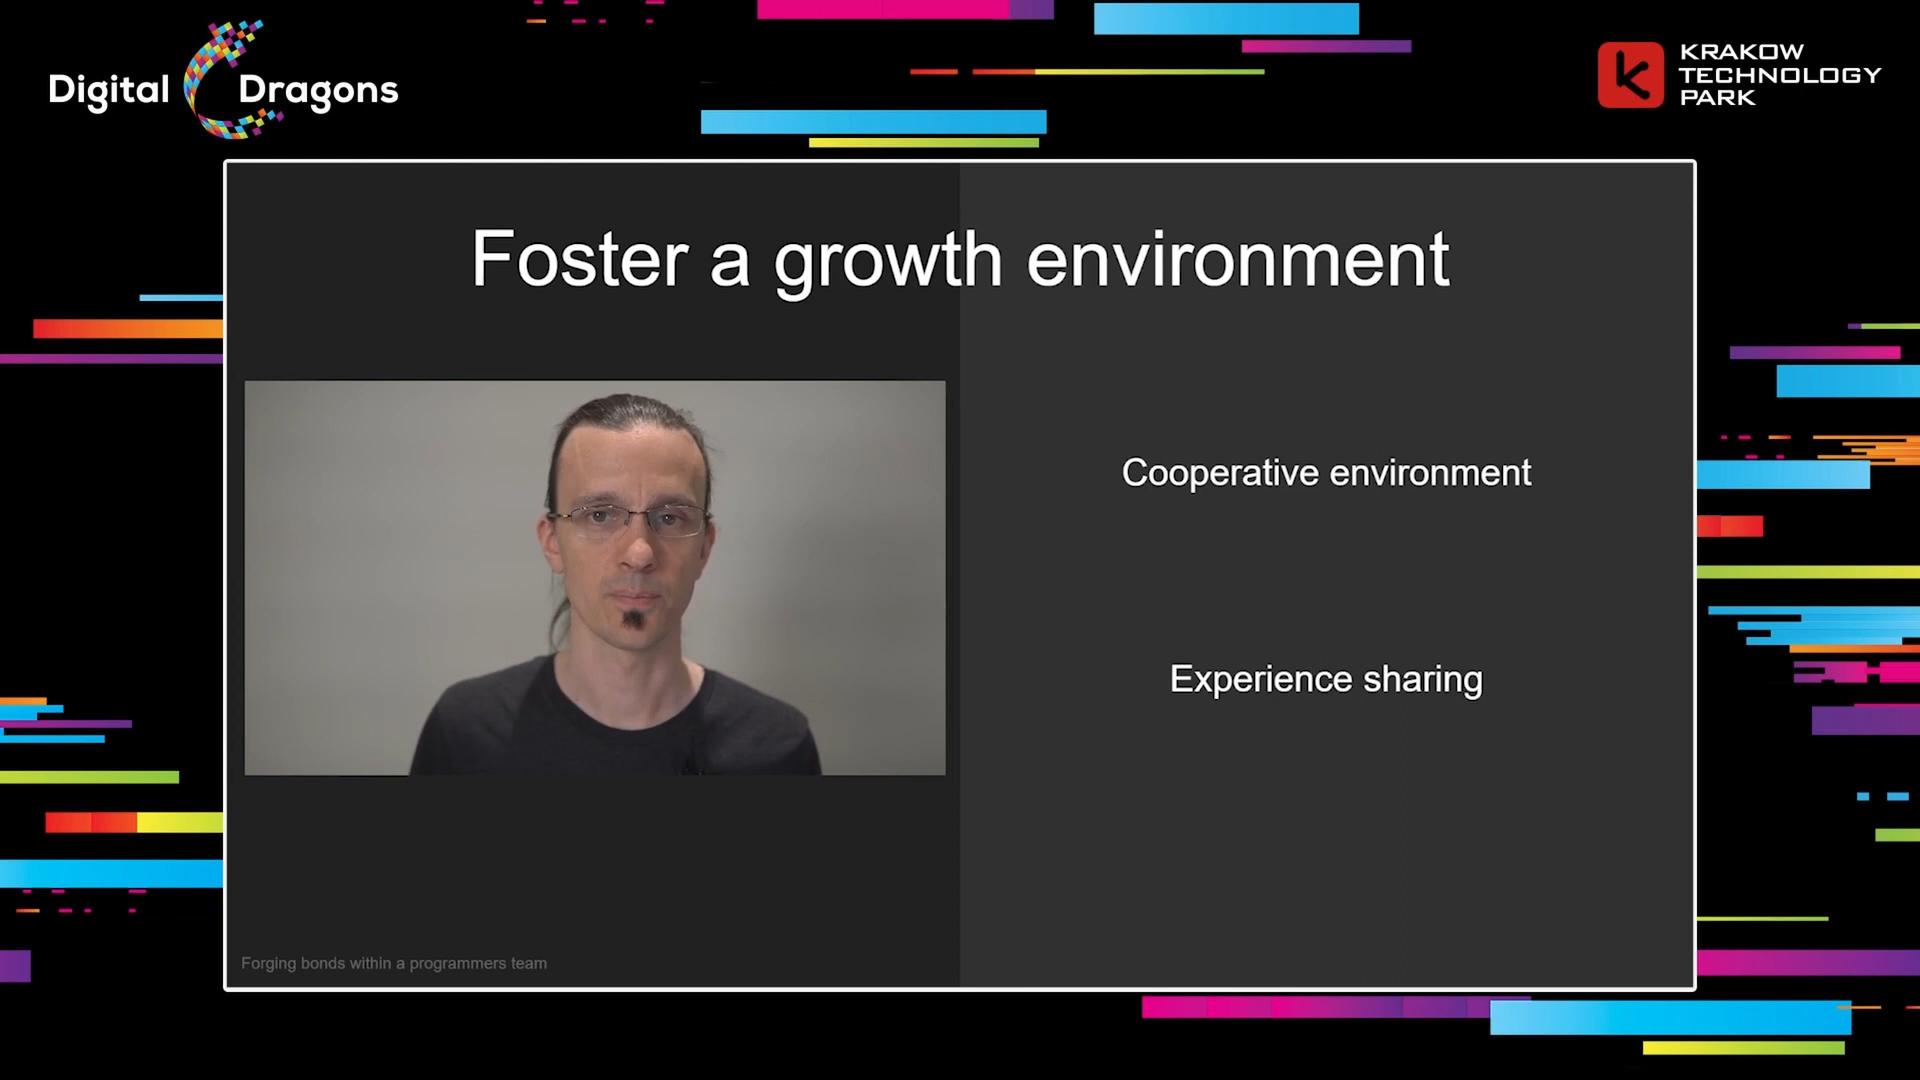 Digital Dragons
KRAKOW
TECHNOLOGY
PARK
Foster a growth environment
Cooperative environment
Experience sharing
Forging bonds within a programmers team